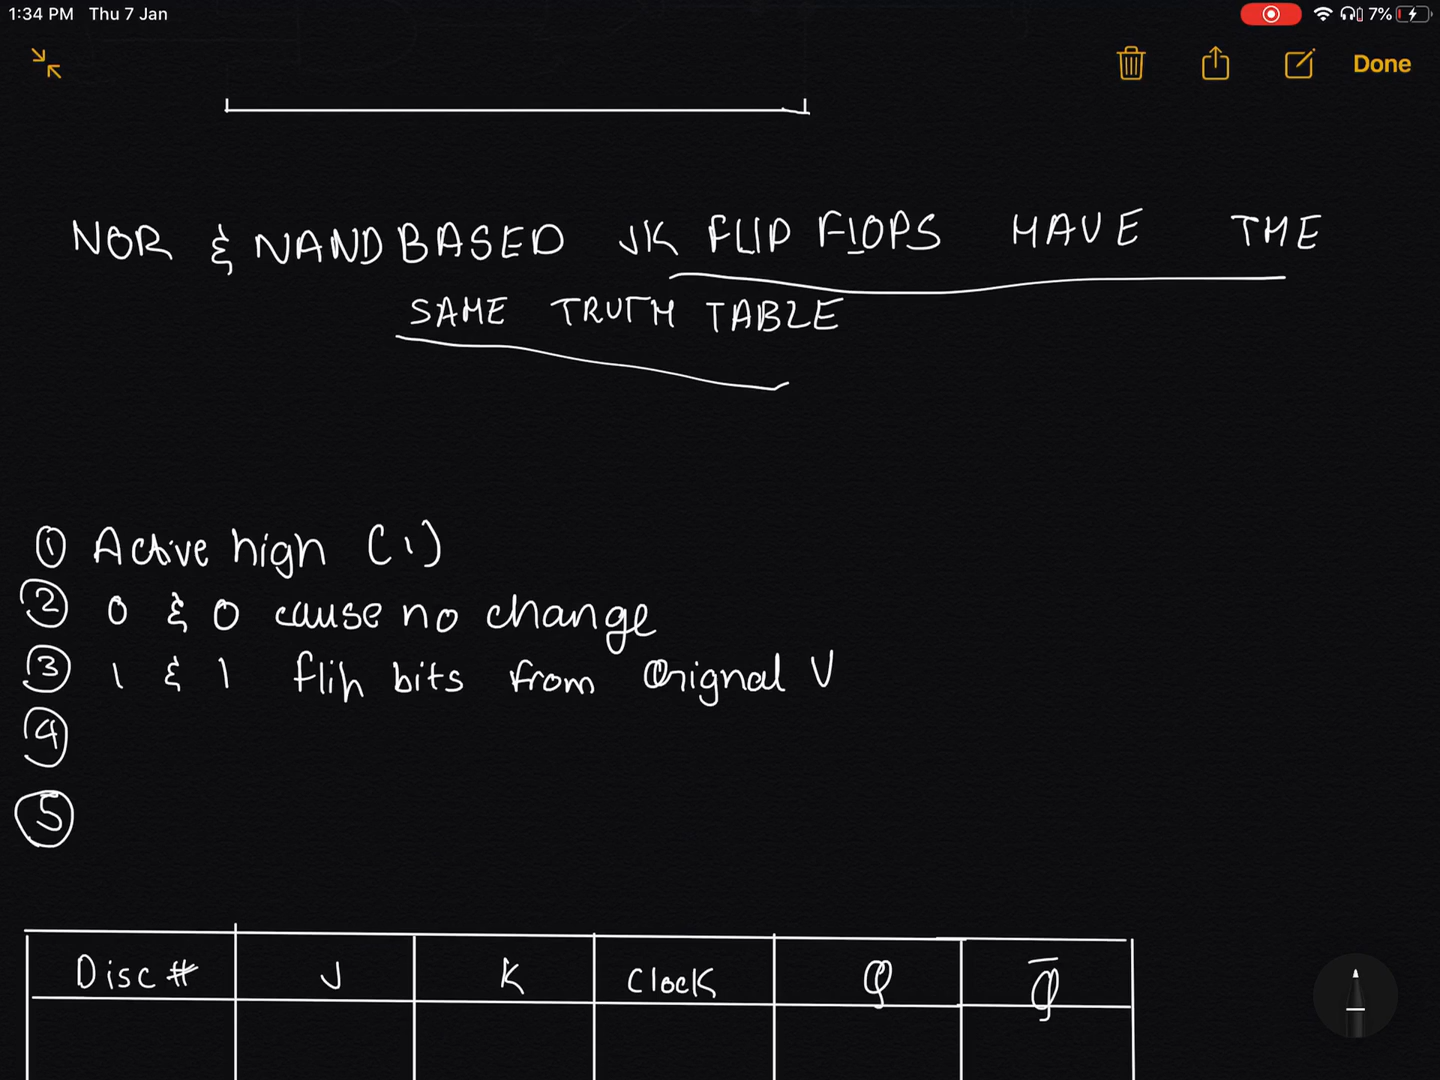 1:34 PM Thu 7 Jan 7%
Done
NOR & NAND BASED JK FLIP FLOPS HAVE THE
SAME TRUTH TABLE
① Active high (1)
② 0 & 0 cause no change
③ 1 & 1 flip bits from Orignal V
④
⑤
Disc # J K Clock Q Q̅